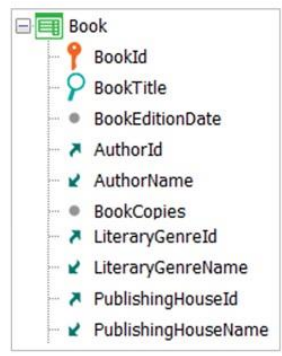 Book
BookId
BookTitle
BookEditionDate
AuthorId
AuthorName
BookCopies
LiteraryGenreId
LiteraryGenreName
PublishingHouseId
PublishingHouseName